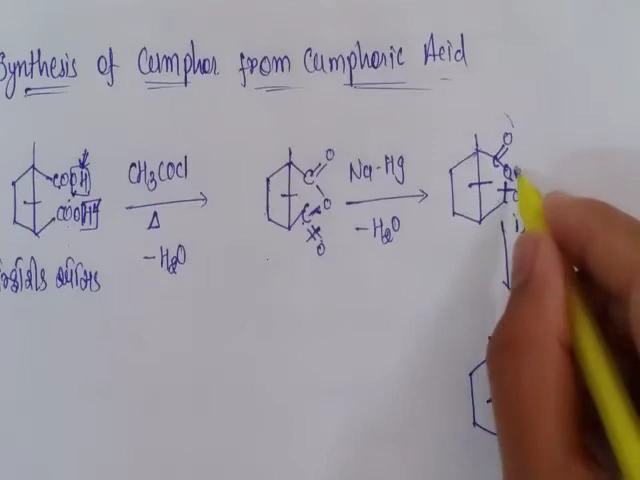 Synthesis of Camphor from Camphoric Acid
COOH
COOH
CH3COCl
Δ
-H2O
C O
O
C
O
Na-Hg
-H2O
O